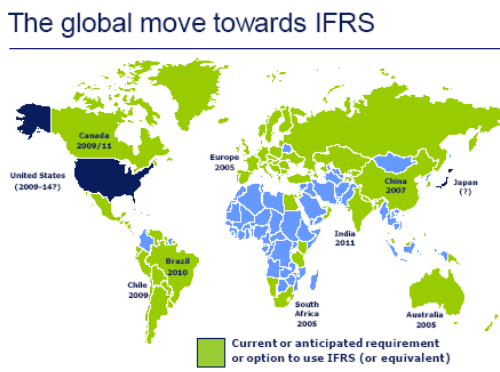 The global move towards IFRS
Canada
2009/11
United States
(2009-14?)
Europe
2005
China
2007
Japan
(?)
India
2011
Brazil
2010
Chile
2009
South
Africa
2005
Australia
2005
Current or anticipated requirement
or option to use IFRS (or equivalent)